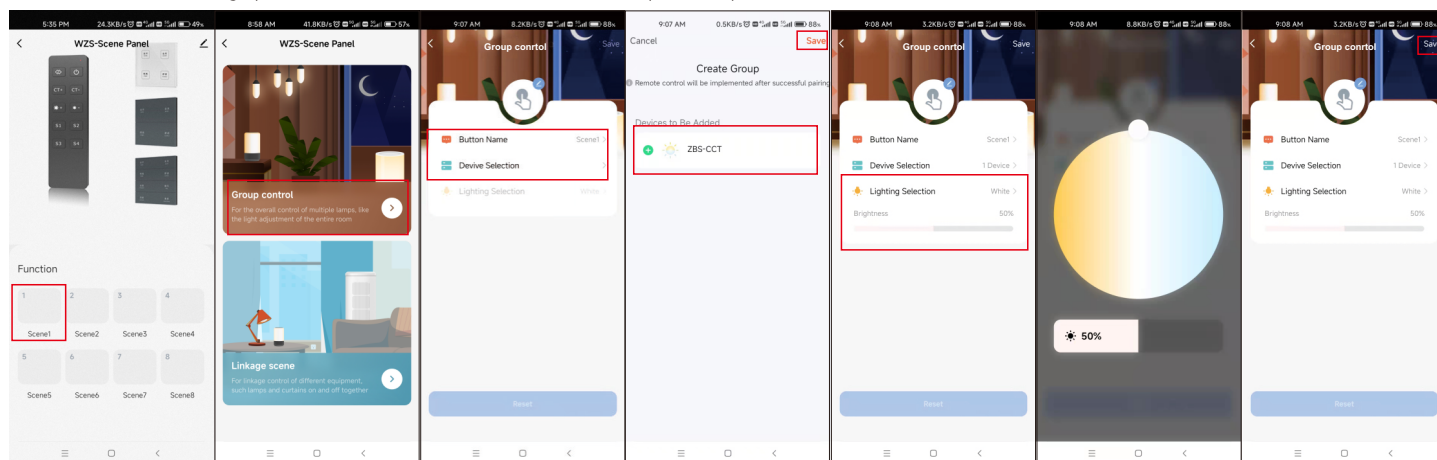 5:35 PM 24.3KB/s 49%
WZS-Scene Panel
CT- CT+
S1 S2
S3 S4
Function
1 2 3 4
Scene1 Scene2 Scene3 Scene4
5 6 7 8
Scene5 Scene6 Scene7 Scene8
8:58 AM 41.8KB/s 57%
WZS-Scene Panel
Group control
For the overall control of multiple lamps, like
the light adjustment of the entire room
Linkage scene
For linkage control of different equipment,
such lamps and curtains on and off together
9:07 AM 8.2KB/s 88%
Group conrtol Save
Button Name Scene1
Devive Selection
Lighting Selection White
Reset
9:07 AM 0.5KB/s 88%
Cancel Save
Create Group
Remote control will be implemented after successful pairing
Devices to Be Added
ZBS-CCT
9:08 AM 3.2KB/s 88%
Group conrtol Save
Button Name Scene1
Devive Selection 1 Device
Lighting Selection White
Brightness 50%
Reset
9:08 AM 8.8KB/s 88%
50%
9:08 AM 3.2KB/s 88%
Group conrtol Sav
Button Name Scene1
Devive Selection 1 Device
Lighting Selection White
Brightness 50%
Reset